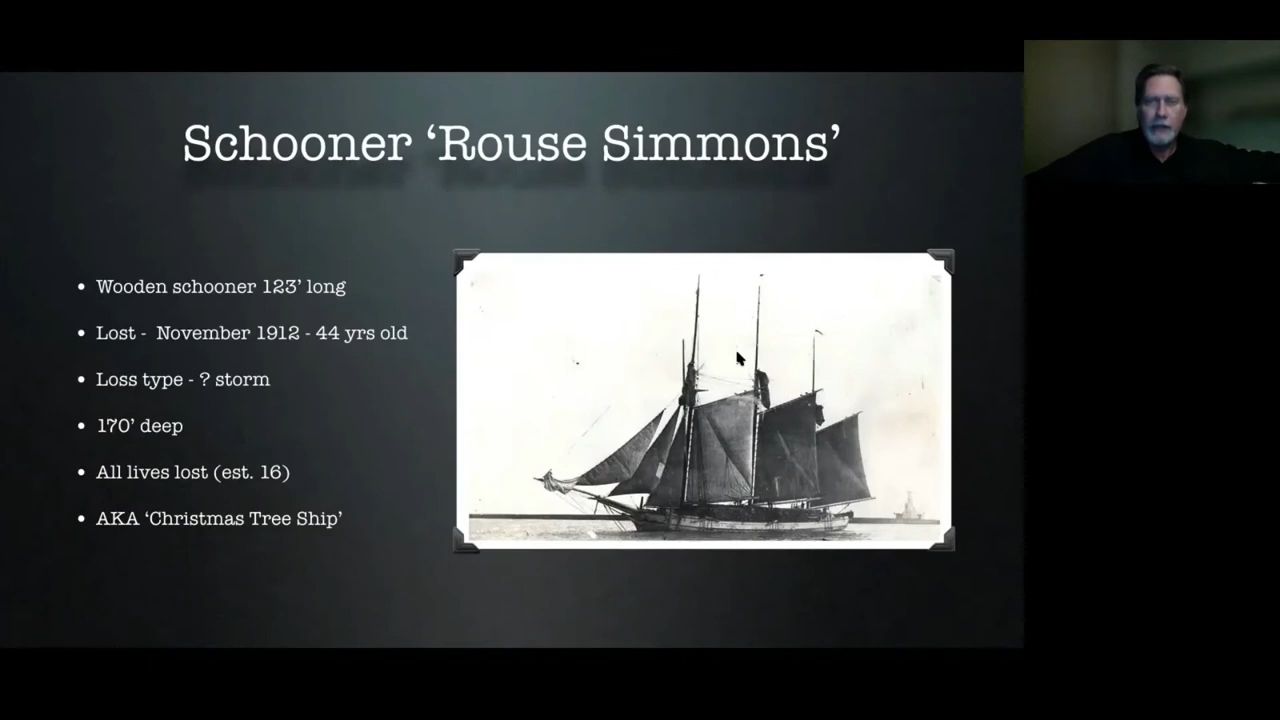 Schooner ‘Rouse Simmons’
• Wooden schooner 123’ long
• Lost -  November 1912 - 44 yrs old
• Loss type - ? storm
• 170’ deep
• All lives lost (est. 16)
• AKA ‘Christmas Tree Ship’